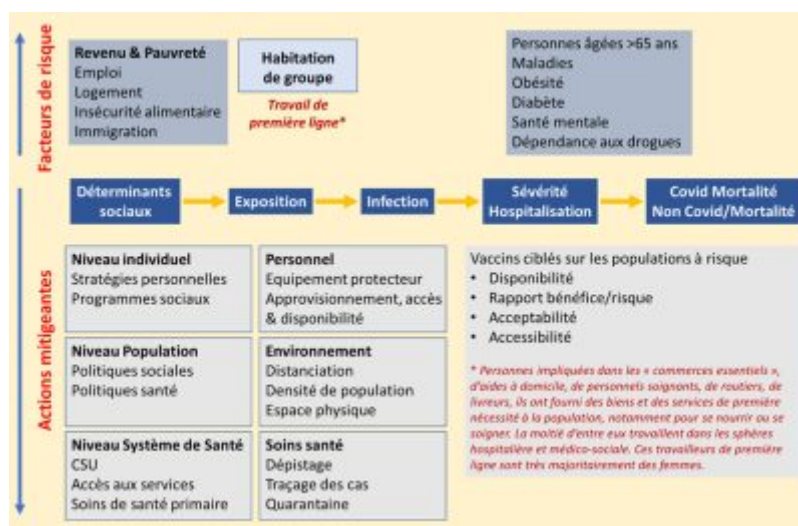 Facteurs de risque
Revenu & Pauvreté
Emploi
Logement
Insécurité alimentaire
Immigration
Habitation
de groupe
Travail de
première ligne*
Personnes âgées >65 ans
Maladies
Obésité
Diabète
Santé mentale
Dépendance aux drogues
Déterminants
sociaux
Exposition
Infection
Sévérité
Hospitalisation
Covid Mortalité
Non Covid/Mortalité
Actions mitigeantes
Niveau individuel
Stratégies personnelles
Programmes sociaux
Personnel
Equipement protecteur
Approvisionnement, accès
& disponibilité
Niveau Population
Politiques sociales
Politiques santé
Environnement
Distanciation
Densité de population
Espace physique
Niveau Système de Santé
CSU
Accès aux services
Soins de santé primaire
Soins santé
Dépistage
Traçage des cas
Quarantaine
Vaccins ciblés sur les populations à risque
• Disponibilité
• Rapport bénéfice/risque
• Acceptabilité
• Accessibilité
* Personnes impliquées dans les « commerces essentiels »,
d'aides à domicile, de personnels soignants, de routiers, de
livreurs, ils ont fourni des biens et des services de première
nécessité à la population, notamment pour se nourrir ou se
soigner. La moitié d'entre eux travaillent dans les sphères
hospitalière et médico-sociale. Ces travailleurs de première
ligne sont très majoritairement des femmes.